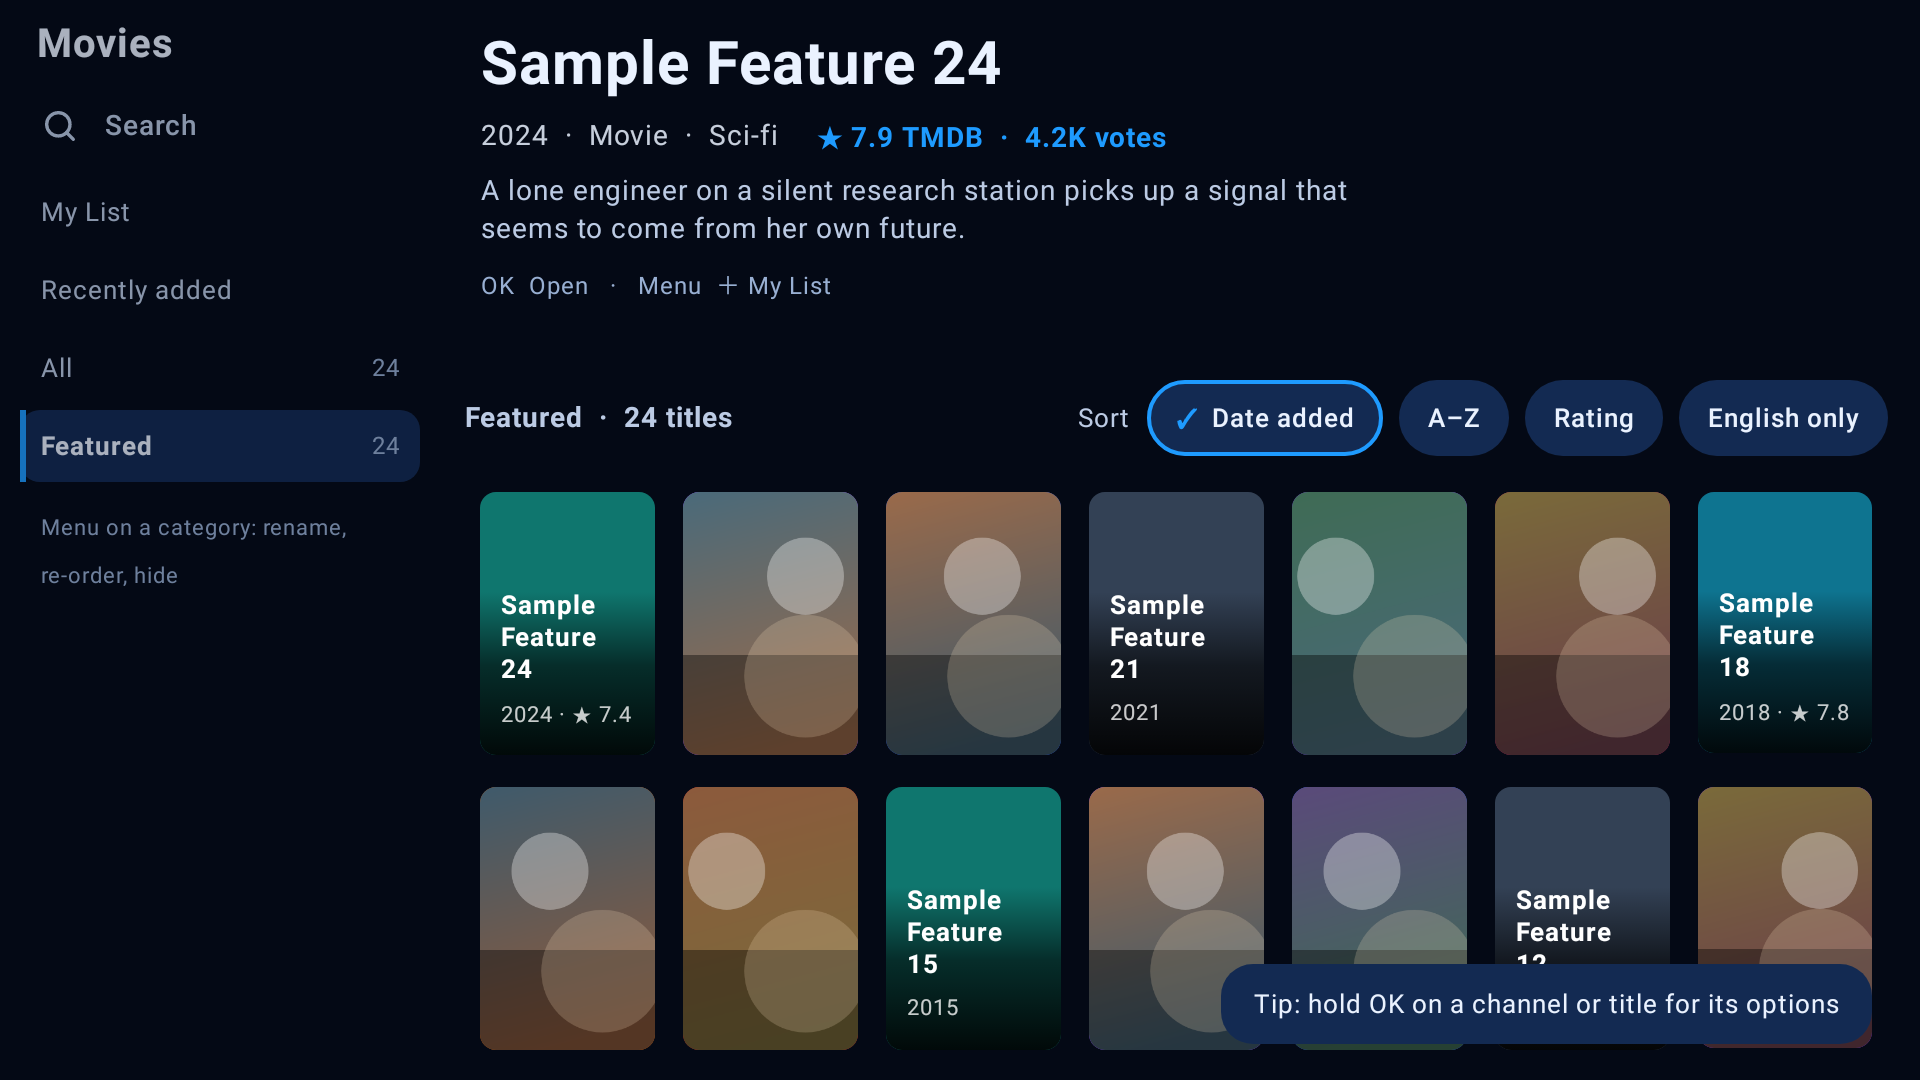 Movies
Search
My List
Recently added
All 24
Featured 24
Menu on a category: rename,
re-order, hide
Sample Feature 24
2024 · Movie · Sci-fi ★ 7.9 TMDB · 4.2K votes
A lone engineer on a silent research station picks up a signal that
seems to come from her own future.
OK Open · Menu + My List
Featured · 24 titles
Sort ✓ Date added A–Z Rating English only
Sample
Feature
24
2024 · ★ 7.4
Sample
Feature
21
2021
Sample
Feature
18
2018 · ★ 7.8
Sample
Feature
15
2015
Sample
Feature
12
Tip: hold OK on a channel or title for its options